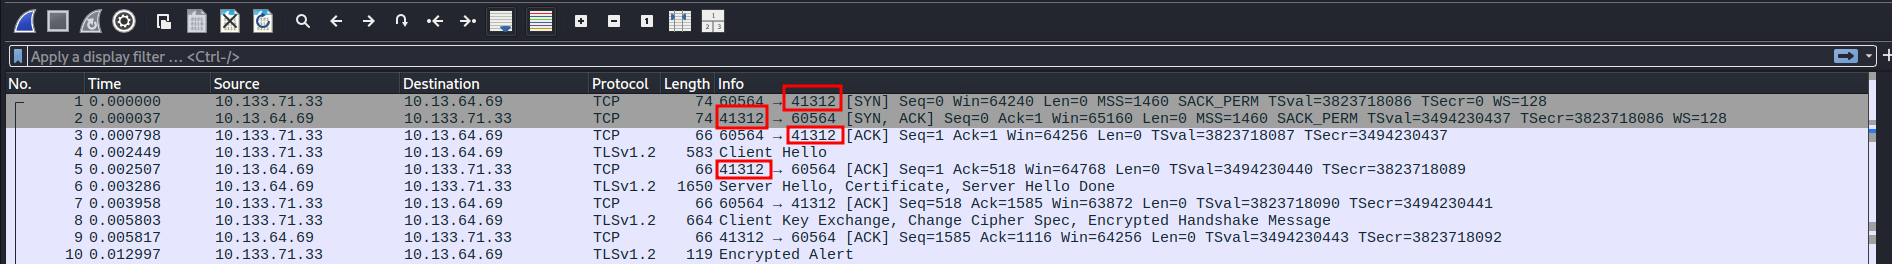 Apply a display filter ... <Ctrl-/>
No. Time Source Destination Protocol Length Info
1 0.000000 10.133.71.33 10.13.64.69 TCP 74 60564 → 41312 [SYN] Seq=0 Win=64240 Len=0 MSS=1460 SACK_PERM TSval=3823718086 TSecr=0 WS=128
2 0.000037 10.13.64.69 10.133.71.33 TCP 74 41312 → 60564 [SYN, ACK] Seq=0 Ack=1 Win=65160 Len=0 MSS=1460 SACK_PERM TSval=3494230437 TSecr=3823718086 WS=128
3 0.000798 10.133.71.33 10.13.64.69 TCP 66 60564 → 41312 [ACK] Seq=1 Ack=1 Win=64256 Len=0 TSval=3823718087 TSecr=3494230437
4 0.002449 10.133.71.33 10.13.64.69 TLSv1.2 583 Client Hello
5 0.002507 10.13.64.69 10.133.71.33 TCP 66 41312 → 60564 [ACK] Seq=1 Ack=518 Win=64768 Len=0 TSval=3494230440 TSecr=3823718089
6 0.003286 10.13.64.69 10.133.71.33 TLSv1.2 1650 Server Hello, Certificate, Server Hello Done
7 0.003958 10.133.71.33 10.13.64.69 TCP 66 60564 → 41312 [ACK] Seq=518 Ack=1585 Win=63872 Len=0 TSval=3823718090 TSecr=3494230441
8 0.005803 10.133.71.33 10.13.64.69 TLSv1.2 664 Client Key Exchange, Change Cipher Spec, Encrypted Handshake Message
9 0.005817 10.13.64.69 10.133.71.33 TCP 66 41312 → 60564 [ACK] Seq=1585 Ack=1116 Win=64256 Len=0 TSval=3494230443 TSecr=3823718092
10 0.012997 10.133.71.33 10.13.64.69 TLSv1.2 119 Encrypted Alert